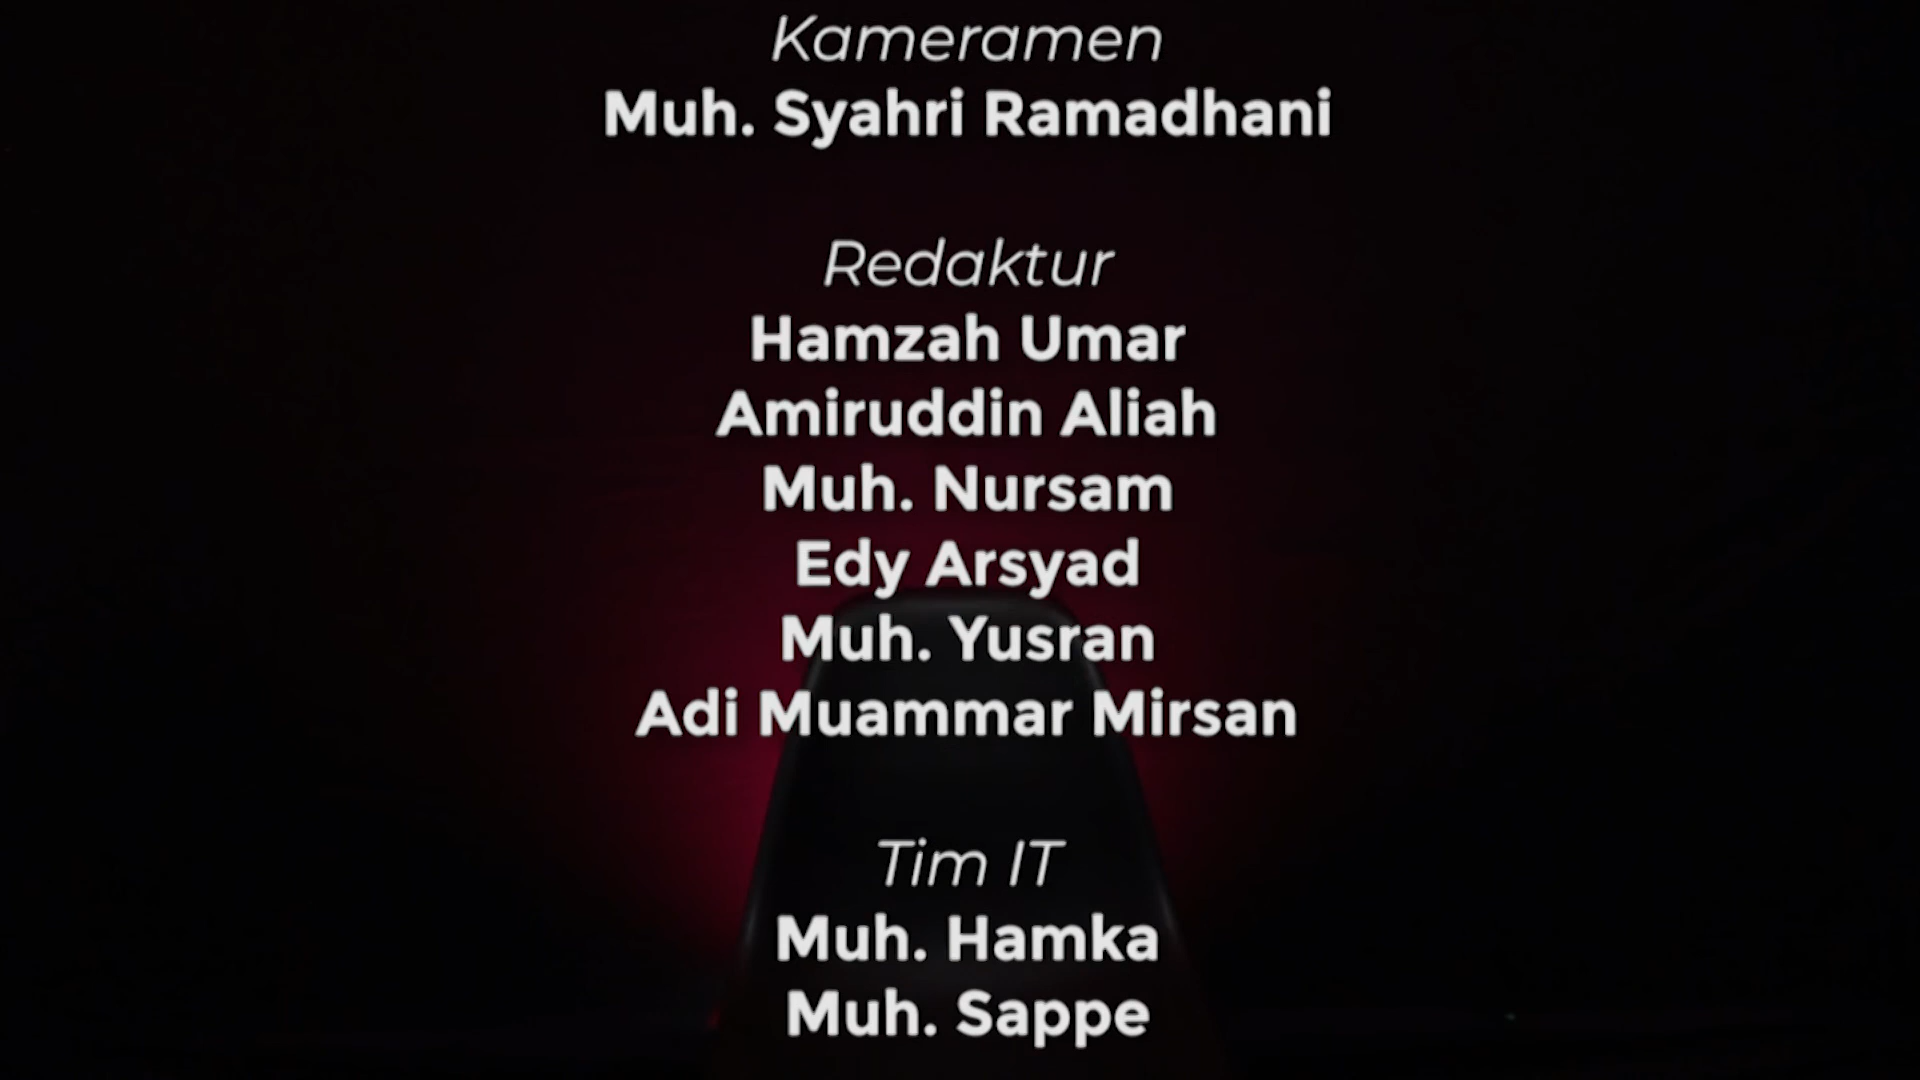 Kameramen
Muh. Syahri Ramadhani
Redaktur
Hamzah Umar
Amiruddin Aliah
Muh. Nursam
Edy Arsyad
Muh. Yusran
Adi Muammar Mirsan
Tim IT
Muh. Hamka
Muh. Sappe